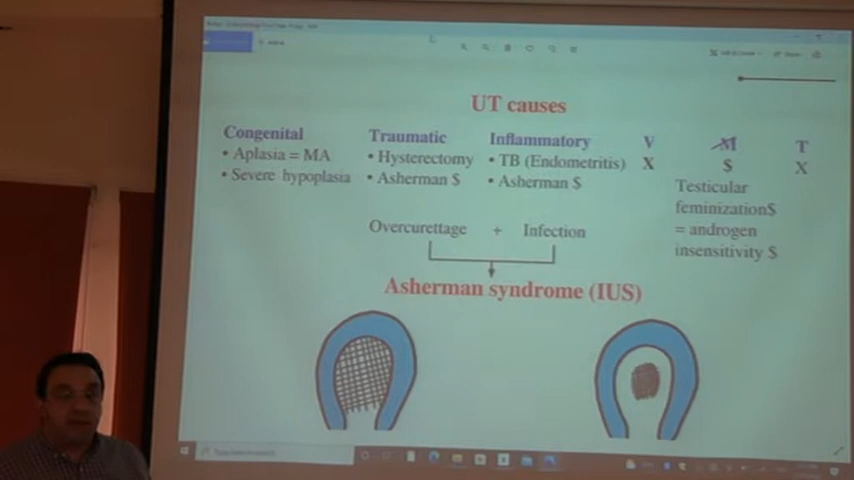 UT causes
Congenital
• Aplasia = MA
• Severe hypoplasia
Traumatic
• Hysterectomy
• Asherman $
Inflammatory
• TB (Endometritis)
• Asherman $
V
X
M
$
Testicular
feminization$
= androgen
insensitivity $
T
X
Overcurettage + Infection
Asherman syndrome (IUS)